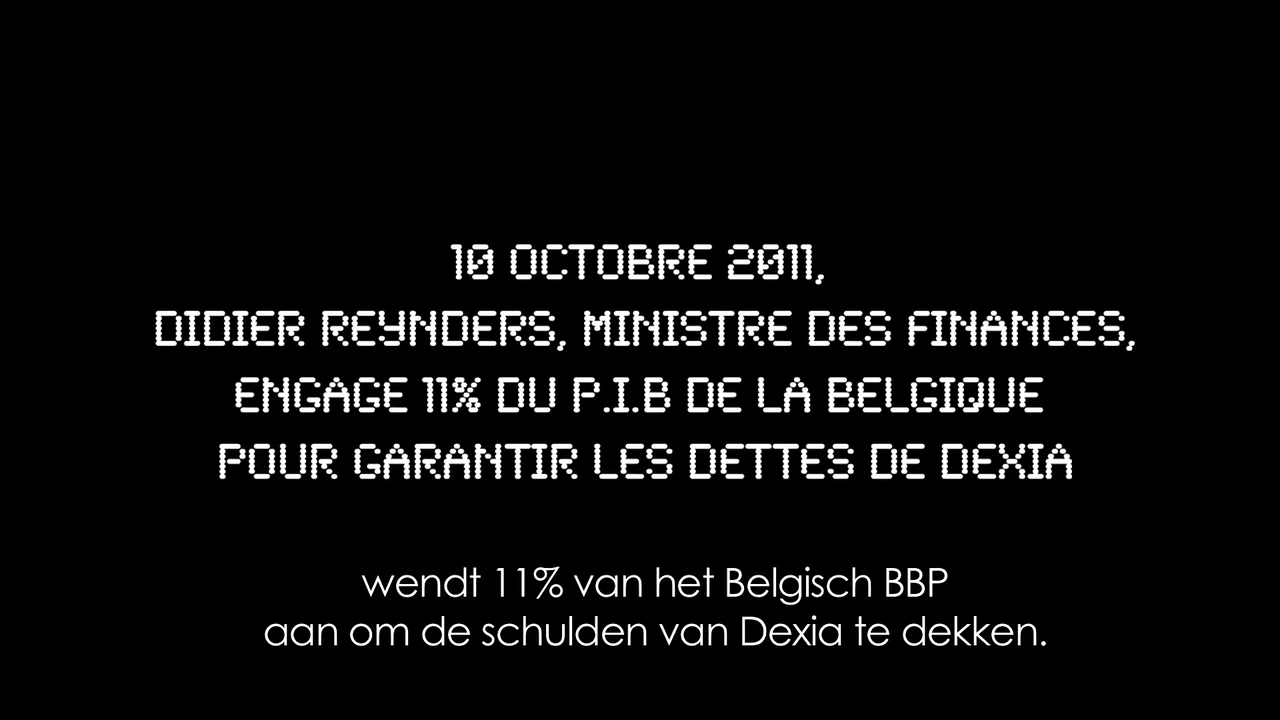 10 OCTOBRE 2011,
DIDIER REYNDERS, MINISTRE DES FINANCES,
ENGAGE 11% DU P.I.B DE LA BELGIQUE
POUR GARANTIR LES DETTES DE DEXIA
wendt 11% van het Belgisch BBP
aan om de schulden van Dexia te dekken.